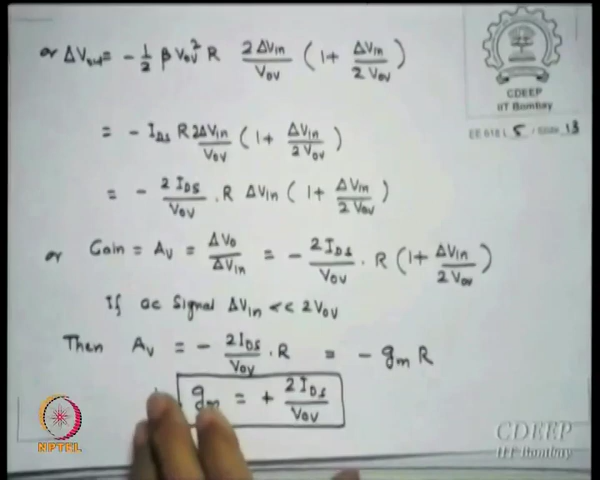 or ΔVout = - 1/2 β Vov² R 2ΔVin/Vov (1 + ΔVin/2Vov)
CDEEP
IIT Bombay
EE 618 L 5 / Slide 13
= - IDS R 2ΔVin/Vov (1 + ΔVin/2Vov)
= - 2IDS/Vov . R ΔVin (1 + ΔVin/2Vov)
or Gain = Av = ΔVo/ΔVin = - 2IDS/Vov . R (1 + ΔVin/2Vov)
If ac Signal ΔVin << 2Vov
Then Av = - 2IDS/Vov . R = - gm R
gm = + 2IDS/Vov
NPTEL
CDEEP
IIT Bombay